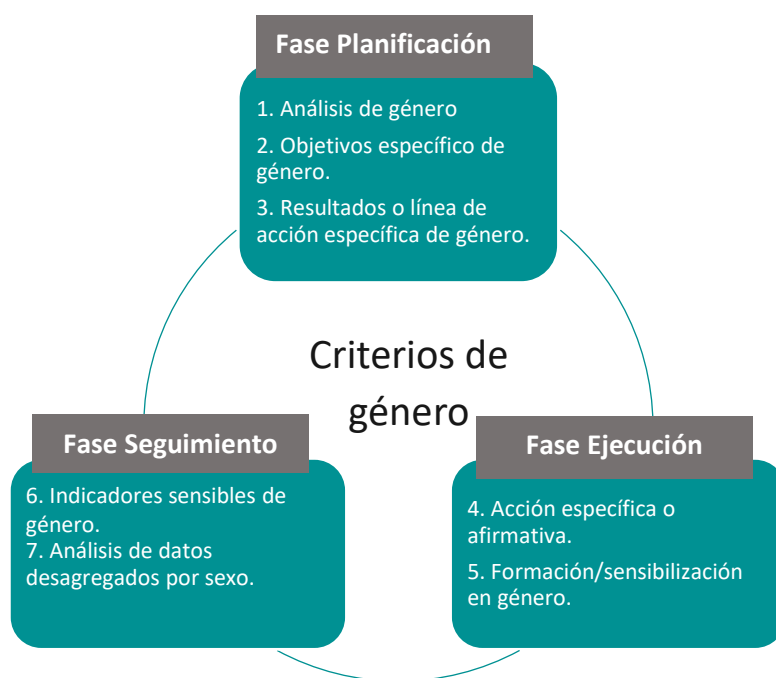 Fase Planificación
1. Análisis de género
2. Objetivos específico de
género.
3. Resultados o línea de
acción específica de género.
Criterios de
género
Fase Seguimiento
6. Indicadores sensibles de
género.
7. Análisis de datos
desagregados por sexo.
Fase Ejecución
4. Acción específica o
afirmativa.
5. Formación/sensibilización
en género.